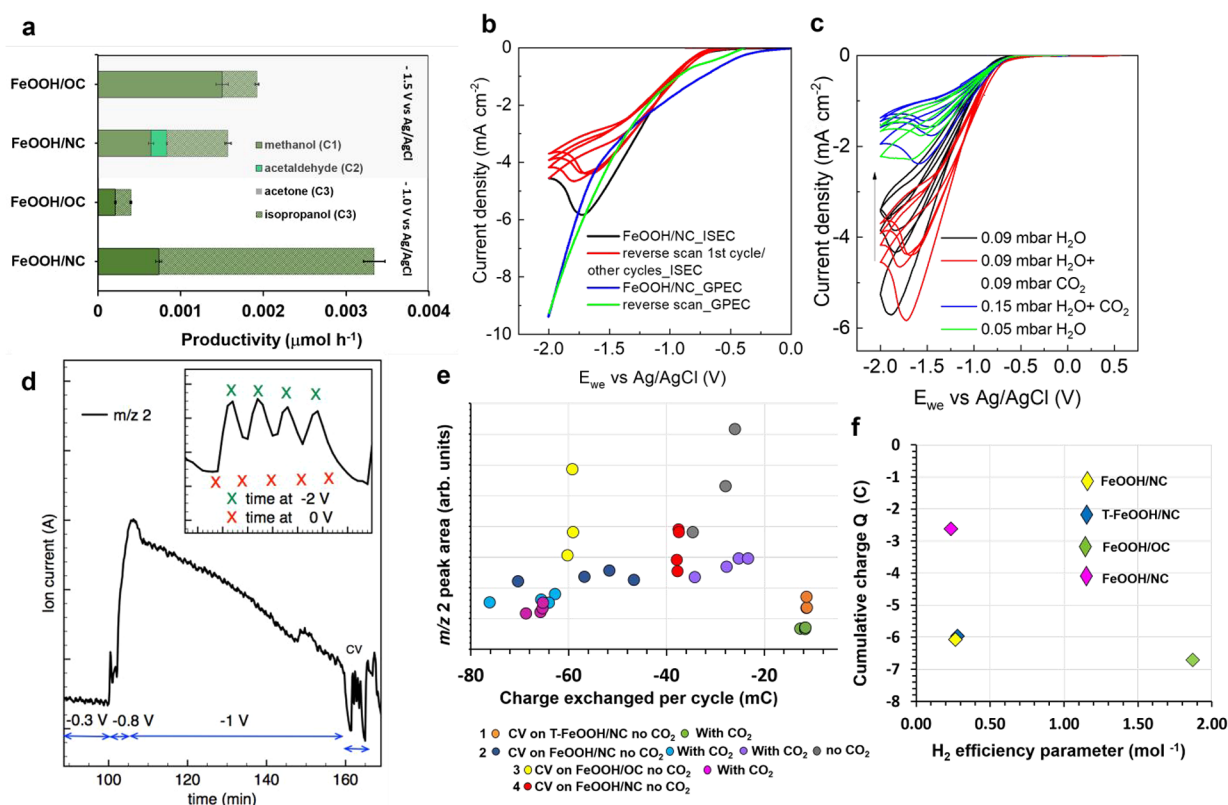 a
FeOOH/OC
FeOOH/NC
FeOOH/OC
FeOOH/NC
- 1.5 V vs Ag/AgCl
- 1.0 V vs Ag/AgCl
methanol (C1)
acetaldehyde (C2)
acetone (C3)
isopropanol (C3)
0.000 0.001 0.002 0.003 0.004
Productivity (μmol h⁻¹)
b
Current density (mA cm⁻²)
0
-2
-4
-6
-8
-10
FeOOH/NC_ISEC
reverse scan 1st cycle/
other cycles_ISEC
FeOOH/NC_GPEC
reverse scan_GPEC
-2.0 -1.5 -1.0 -0.5 0.0
E_we vs Ag/AgCl (V)
c
Current density (mA cm⁻²)
0
-2
-4
-6
0.09 mbar H₂O
0.09 mbar H₂O+
0.09 mbar CO₂
0.15 mbar H₂O+ CO₂
0.05 mbar H₂O
-2.0 -1.5 -1.0 -0.5 0.0 0.5
E_we vs Ag/AgCl (V)
d
m/z 2
X time at -2 V
X time at 0 V
Ion current (A)
CV
-0.3 V -0.8 V -1 V
100 120 140 160
time (min)
e
m/z 2 peak area (arb. units)
-80 -60 -40 -20 0
Charge exchanged per cycle (mC)
1 CV on T-FeOOH/NC no CO₂ With CO₂
2 CV on FeOOH/NC no CO₂ With CO₂ With CO₂ no CO₂
3 CV on FeOOH/OC no CO₂ With CO₂
4 CV on FeOOH/NC no CO₂
f
Cumulative charge Q (C)
0
-1
-2
-3
-4
-5
-6
-7
-8
FeOOH/NC
T-FeOOH/NC
FeOOH/OC
FeOOH/NC
0.00 0.50 1.00 1.50 2.00
H₂ efficiency parameter (mol ⁻¹)